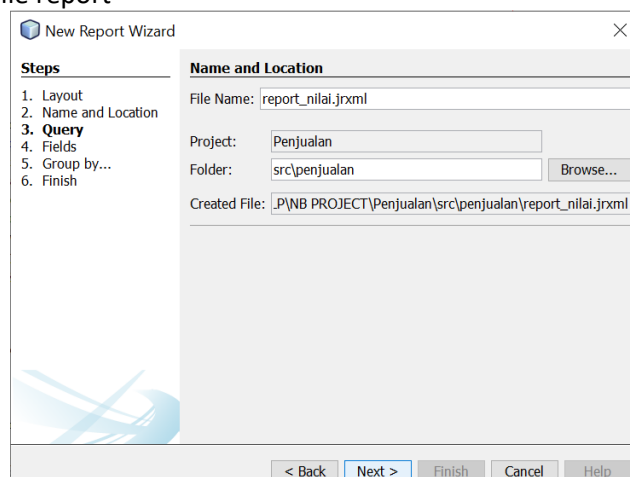 file report
New Report Wizard
Steps
1. Layout
2. Name and Location
3. Query
4. Fields
5. Group by...
6. Finish
Name and Location
File Name: report_nilai.jrxml
Project: Penjualan
Folder: src\penjualan Browse...
Created File: .P\NB PROJECT\Penjualan\src\penjualan\report_nilai.jrxml
< Back Next > Finish Cancel Help